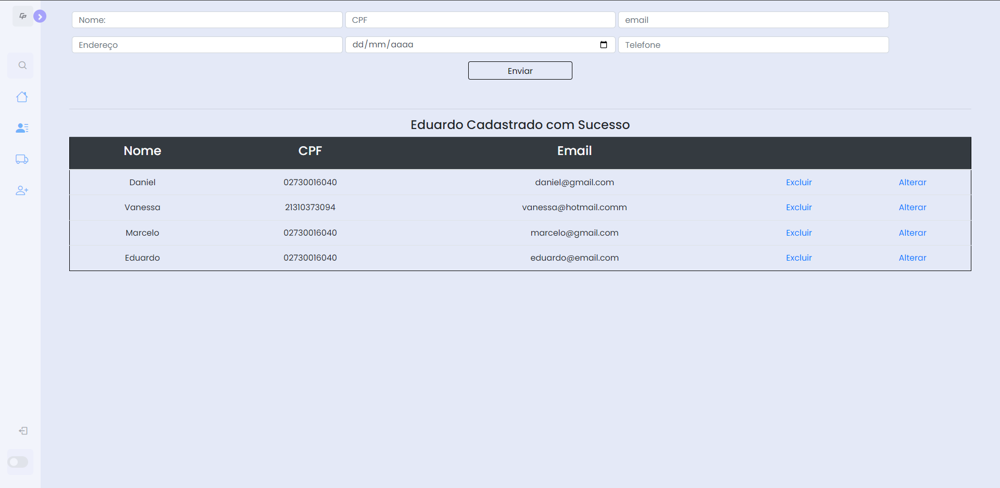 Nome: CPF email
Endereço dd/mm/aaaa Telefone
Enviar
Eduardo Cadastrado com Sucesso
Nome CPF Email
Daniel 02730016040 daniel@gmail.com Excluir Alterar
Vanessa 21310373094 vanessa@hotmail.comm Excluir Alterar
Marcelo 02730016040 marcelo@gmail.com Excluir Alterar
Eduardo 02730016040 eduardo@email.com Excluir Alterar